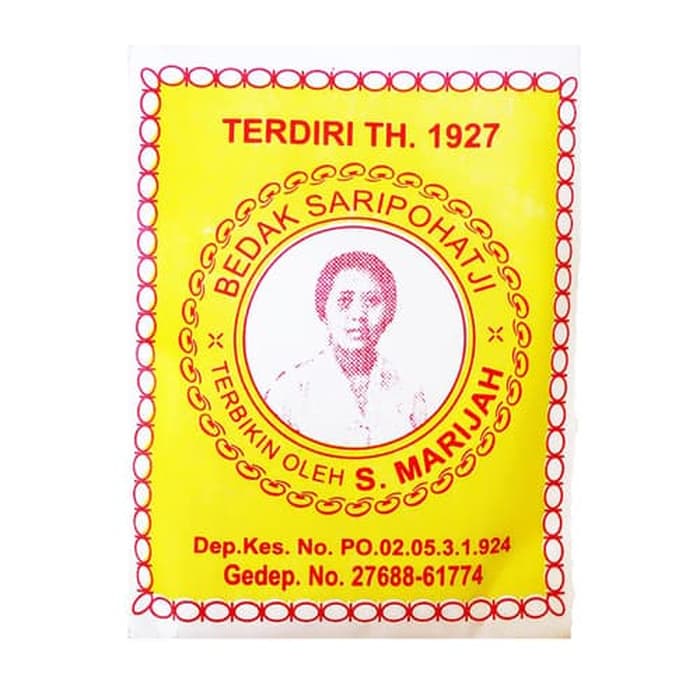 TERDIRI TH. 1927
BEDAK SARIPOHATJI
TERBIKIN OLEH S. MARIJAH
Dep.Kes. No. PO.02.05.3.1.924
Gedep. No. 27688-61774